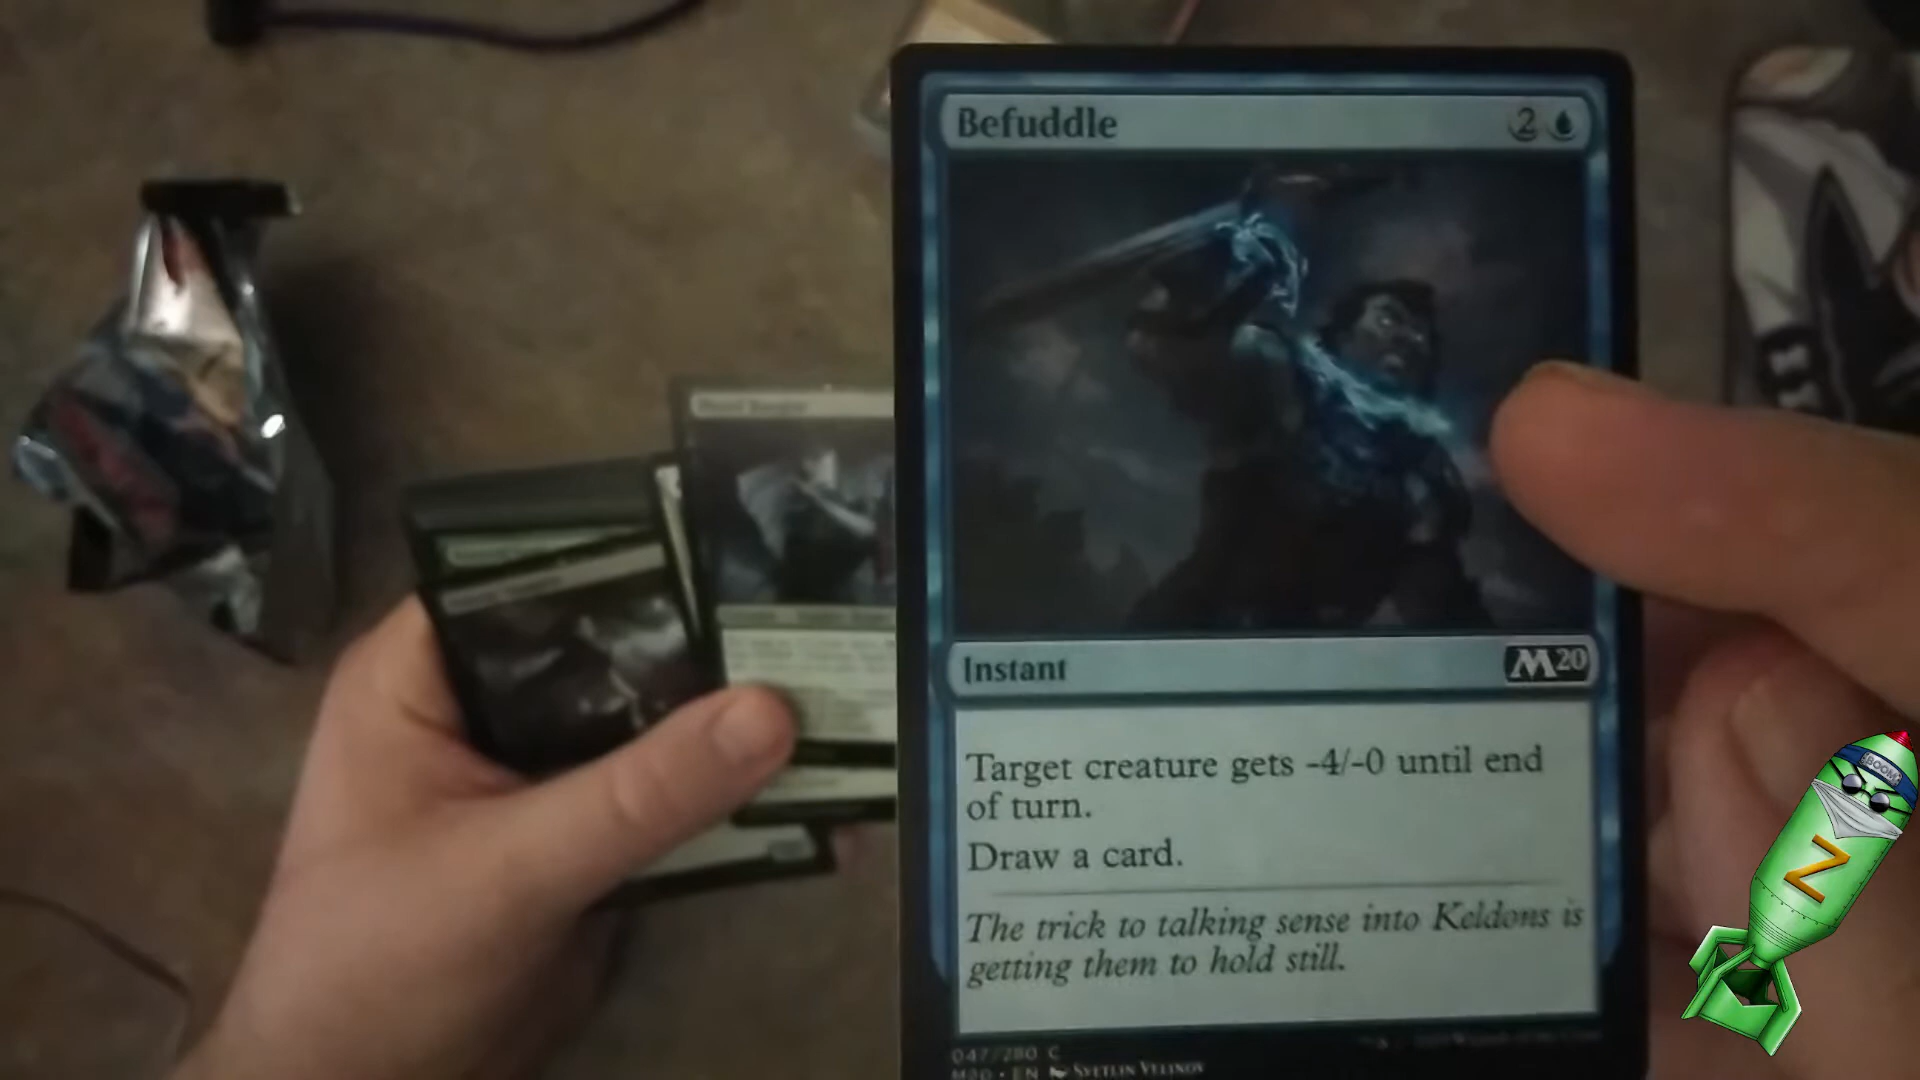 Befuddle 2
Instant M20
Target creature gets -4/-0 until end
of turn.
Draw a card.
The trick to talking sense into Keldons is
getting them to hold still.
047/280 C
M20 • EN SVETLIN VELINOV
BOOM
Z